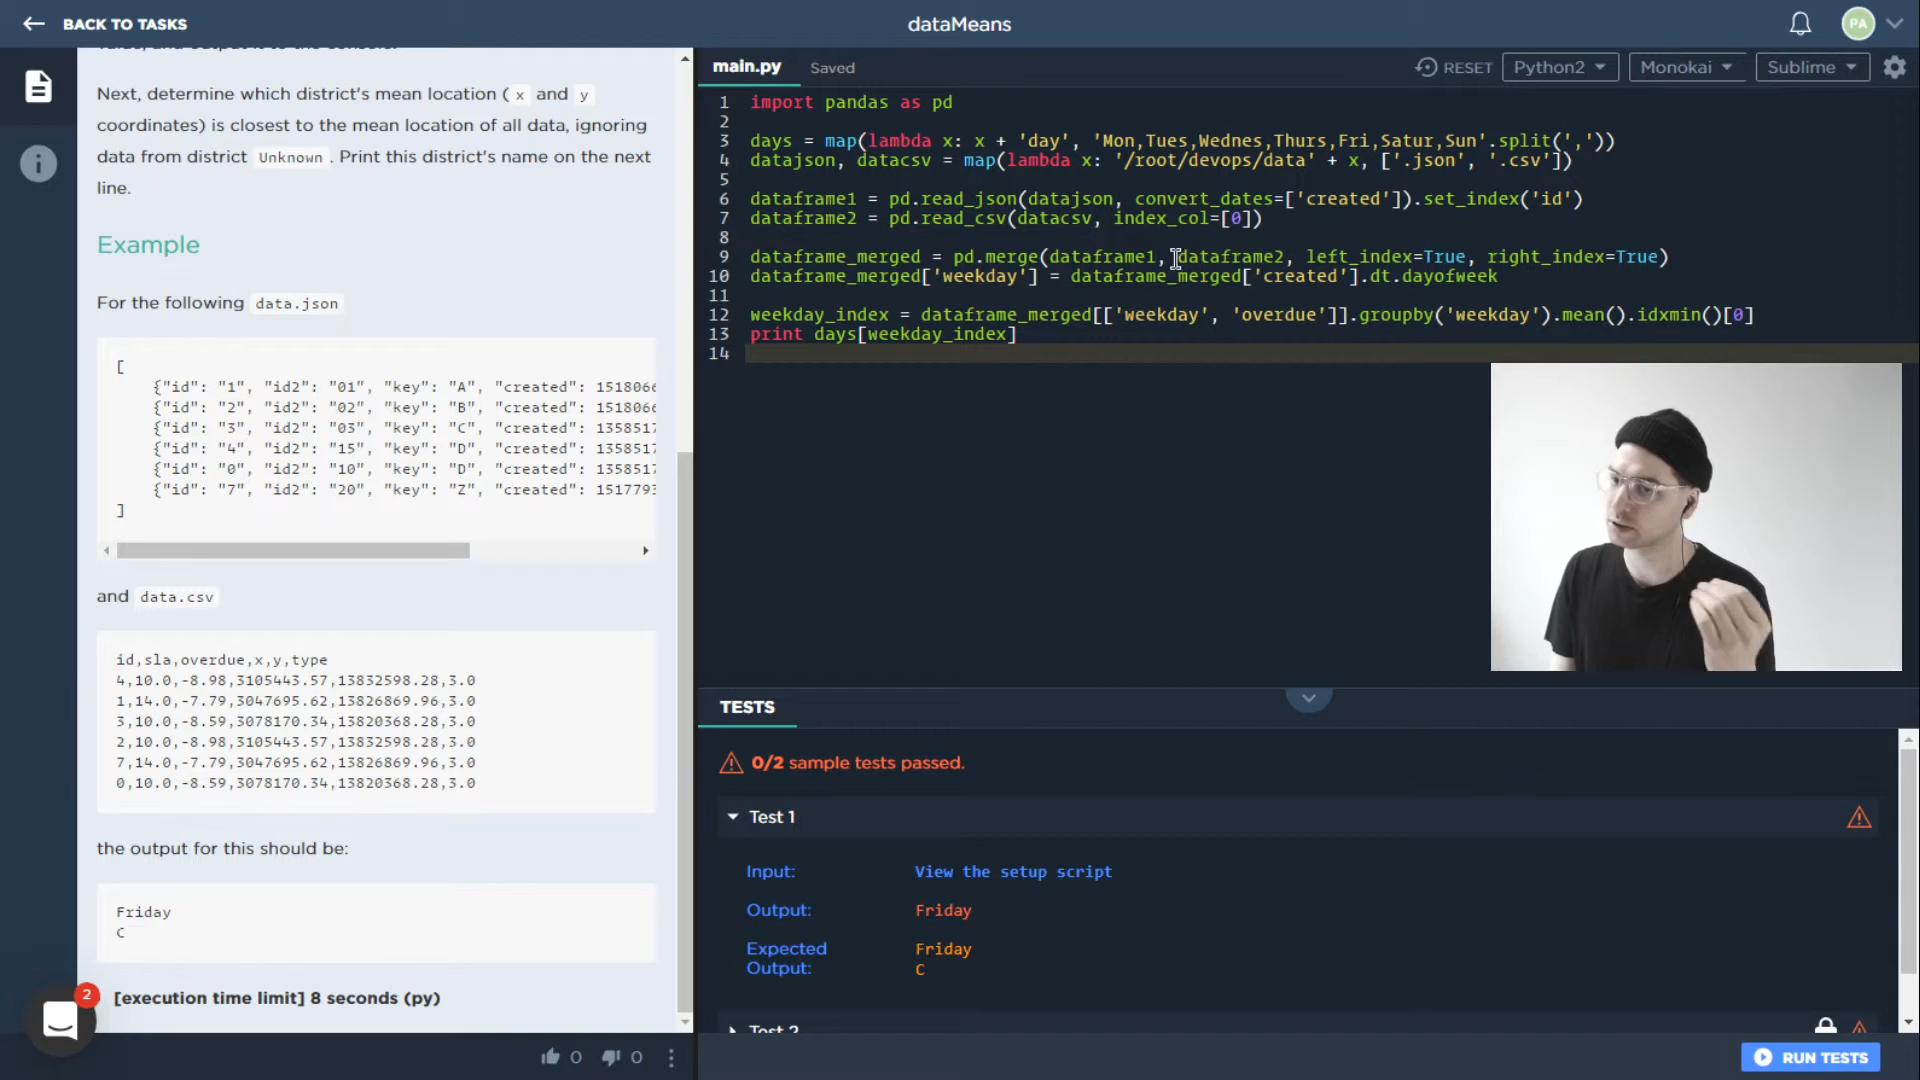 BACK TO TASKS
dataMeans
PA
Next, determine which district's mean location ( x and y
coordinates) is closest to the mean location of all data, ignoring
data from district Unknown . Print this district's name on the next
line.
Example
For the following data.json
[
{"id": "1", "id2": "01", "key": "A", "created": 1518066
{"id": "2", "id2": "02", "key": "B", "created": 1518066
{"id": "3", "id2": "03", "key": "C", "created": 1358517
{"id": "4", "id2": "15", "key": "D", "created": 1358517
{"id": "0", "id2": "10", "key": "D", "created": 1358517
{"id": "7", "id2": "20", "key": "Z", "created": 1517793
]
and data.csv
id,sla,overdue,x,y,type
4,10.0,-8.98,3105443.57,13832598.28,3.0
1,14.0,-7.79,3047695.62,13826869.96,3.0
3,10.0,-8.59,3078170.34,13820368.28,3.0
2,10.0,-8.98,3105443.57,13832598.28,3.0
7,14.0,-7.79,3047695.62,13826869.96,3.0
0,10.0,-8.59,3078170.34,13820368.28,3.0
the output for this should be:
Friday
C
[execution time limit] 8 seconds (py)
2
0 0
main.py Saved
RESET Python2 Monokai Sublime
1 import pandas as pd
2
3 days = map(lambda x: x + 'day', 'Mon,Tues,Wednes,Thurs,Fri,Satur,Sun'.split(','))
4 datajson, datacsv = map(lambda x: '/root/devops/data' + x, ['.json', '.csv'])
5
6 dataframe1 = pd.read_json(datajson, convert_dates=['created']).set_index('id')
7 dataframe2 = pd.read_csv(datacsv, index_col=[0])
8
9 dataframe_merged = pd.merge(dataframe1, dataframe2, left_index=True, right_index=True)
10 dataframe_merged['weekday'] = dataframe_merged['created'].dt.dayofweek
11
12 weekday_index = dataframe_merged[['weekday', 'overdue']].groupby('weekday').mean().idxmin()[0]
13 print days[weekday_index]
14
TESTS
0/2 sample tests passed.
Test 1
Input: View the setup script
Output: Friday
Expected Friday
Output: C
Test 2
RUN TESTS